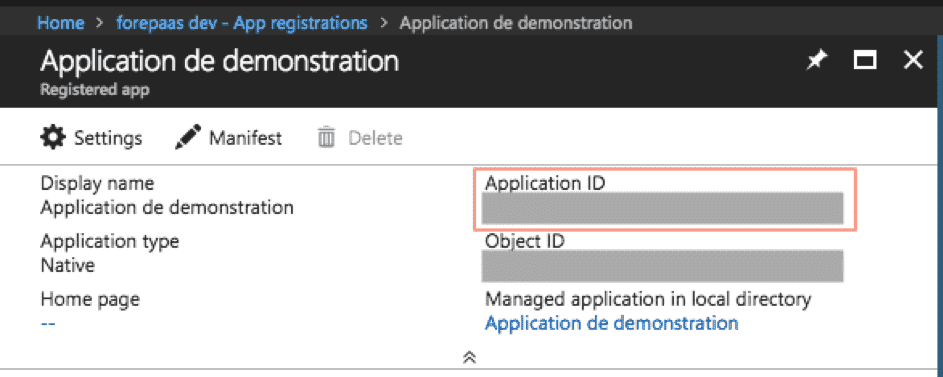 Home > forepaas dev - App registrations > Application de demonstration
Application de demonstration
Registered app
Settings Manifest Delete
Display name
Application de demonstration
Application ID
Application type
Native
Object ID
Home page
--
Managed application in local directory
Application de demonstration